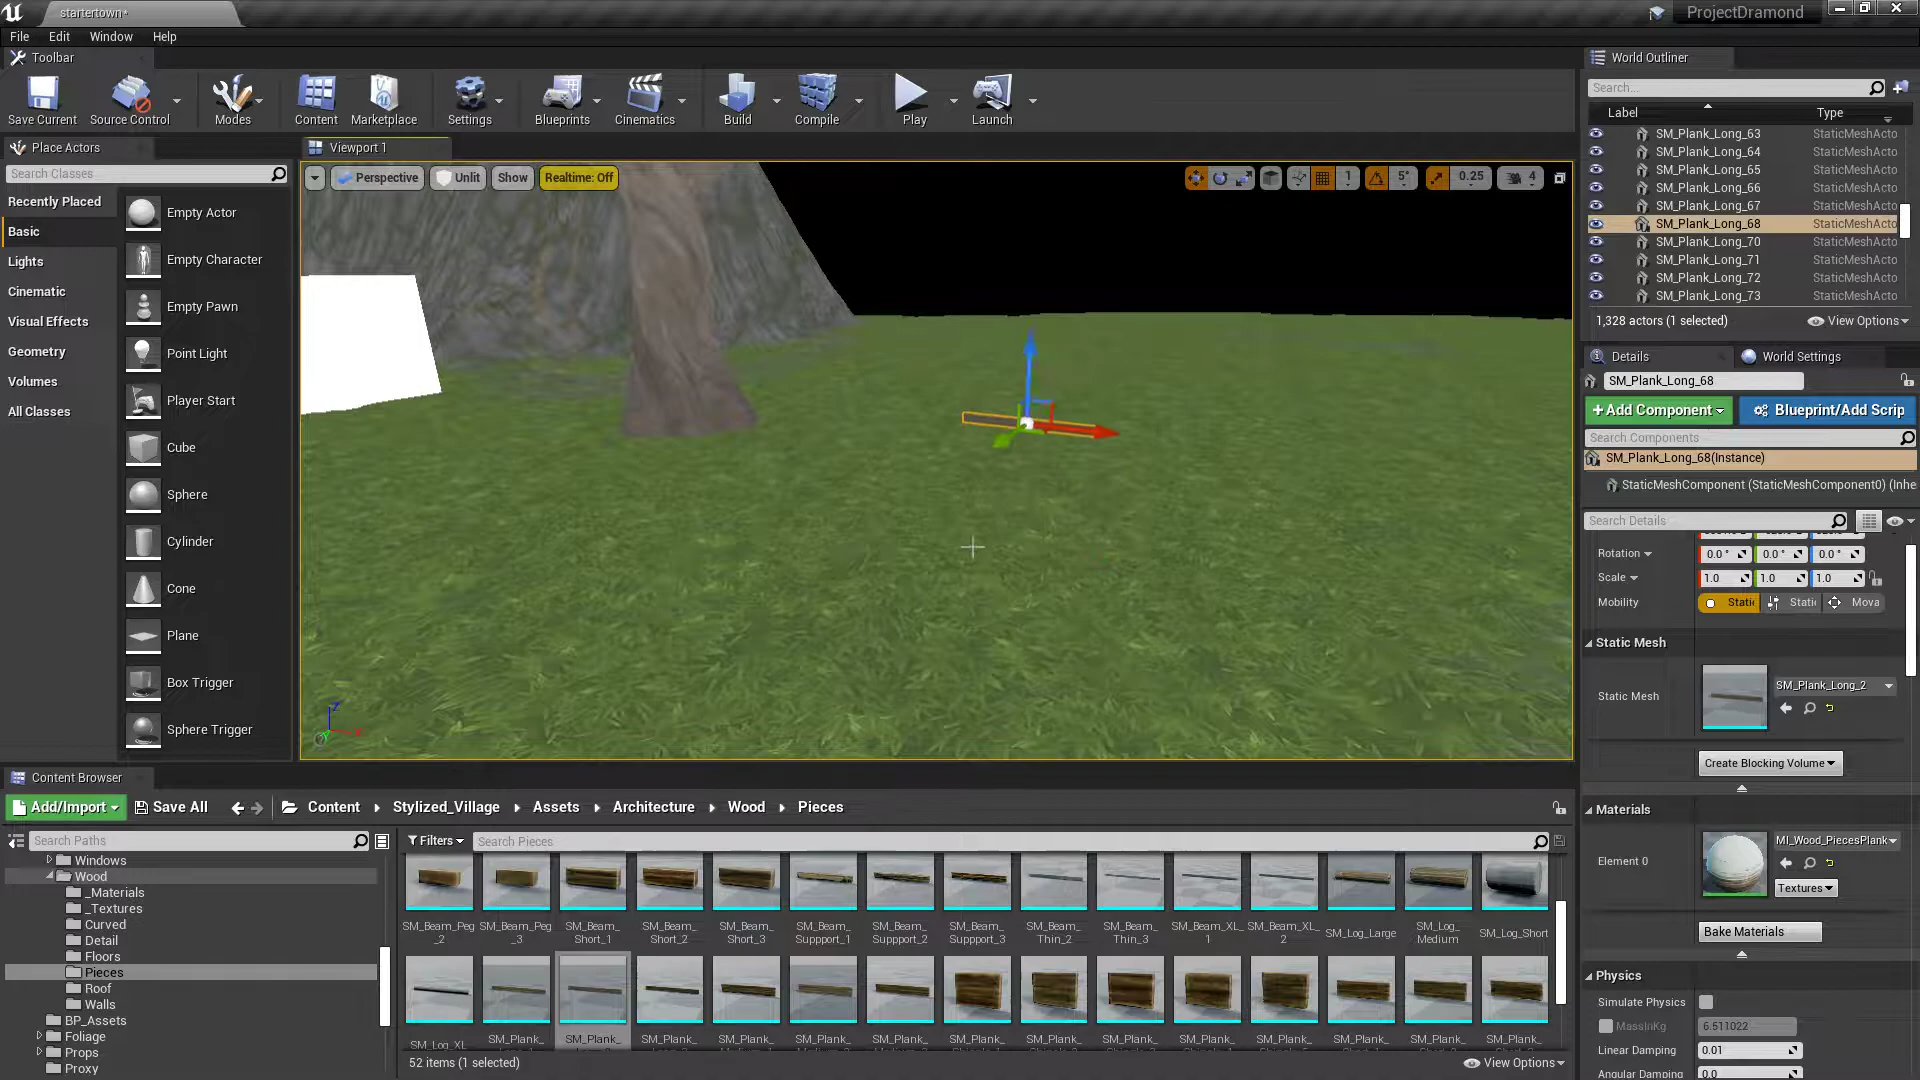 startertown*
ProjectDramond
File Edit Window Help
Toolbar
Save Current Source Control Modes Content Marketplace Settings Blueprints Cinematics Build Compile Play Launch
Place Actors
Search Classes
Recently Placed
Basic
Lights
Cinematic
Visual Effects
Geometry
Volumes
All Classes
Empty Actor
Empty Character
Empty Pawn
Point Light
Player Start
Cube
Sphere
Cylinder
Cone
Plane
Box Trigger
Sphere Trigger
Viewport 1
Perspective Unlit Show Realtime: Off 1 5° 0.25 4
World Outliner
Search...
Label Type
SM_Plank_Long_63 StaticMeshActo
SM_Plank_Long_64 StaticMeshActo
SM_Plank_Long_65 StaticMeshActo
SM_Plank_Long_66 StaticMeshActo
SM_Plank_Long_67 StaticMeshActo
SM_Plank_Long_68 StaticMeshActo
SM_Plank_Long_70 StaticMeshActo
SM_Plank_Long_71 StaticMeshActo
SM_Plank_Long_72 StaticMeshActo
SM_Plank_Long_73 StaticMeshActo
1,328 actors (1 selected) View Options
Details World Settings
SM_Plank_Long_68
+Add Component Blueprint/Add Scrip
Search Components
SM_Plank_Long_68(Instance)
StaticMeshComponent (StaticMeshComponent0) (Inhe
Search Details
Rotation 0.0° 0.0° 0.0°
Scale 1.0 1.0 1.0
Mobility Static Static Mova
Static Mesh
Static Mesh SM_Plank_Long_2
Create Blocking Volume
Materials
Element 0 MI_Wood_PiecesPlank
Textures
Bake Materials
Physics
Simulate Physics
MassInKg 6.511022
Linear Damping 0.01
Angular Damping 0.0
Content Browser
Add/Import Save All Content Stylized_Village Assets Architecture Wood Pieces
Search Paths
Windows
Wood
_Materials
_Textures
Curved
Detail
Floors
Pieces
Roof
Walls
BP_Assets
Foliage
Props
Proxy
Filters Search Pieces
SM_Beam_Peg_2 SM_Beam_Peg_3 SM_Beam_Short_1 SM_Beam_Short_2 SM_Beam_Short_3 SM_Beam_Suppport_1 SM_Beam_Suppport_2 SM_Beam_Suppport_3 SM_Beam_Thin_2 SM_Beam_Thin_3 SM_Beam_XL_1 SM_Beam_XL_2 SM_Log_Large SM_Log_Medium SM_Log_Short
SM_Log_XL SM_Plank_ SM_Plank_ SM_Plank_ SM_Plank_ SM_Plank_ SM_Plank_ SM_Plank_ SM_Plank_ SM_Plank_ SM_Plank_ SM_Plank_ SM_Plank_ SM_Plank_ SM_Plank_
52 items (1 selected) View Options